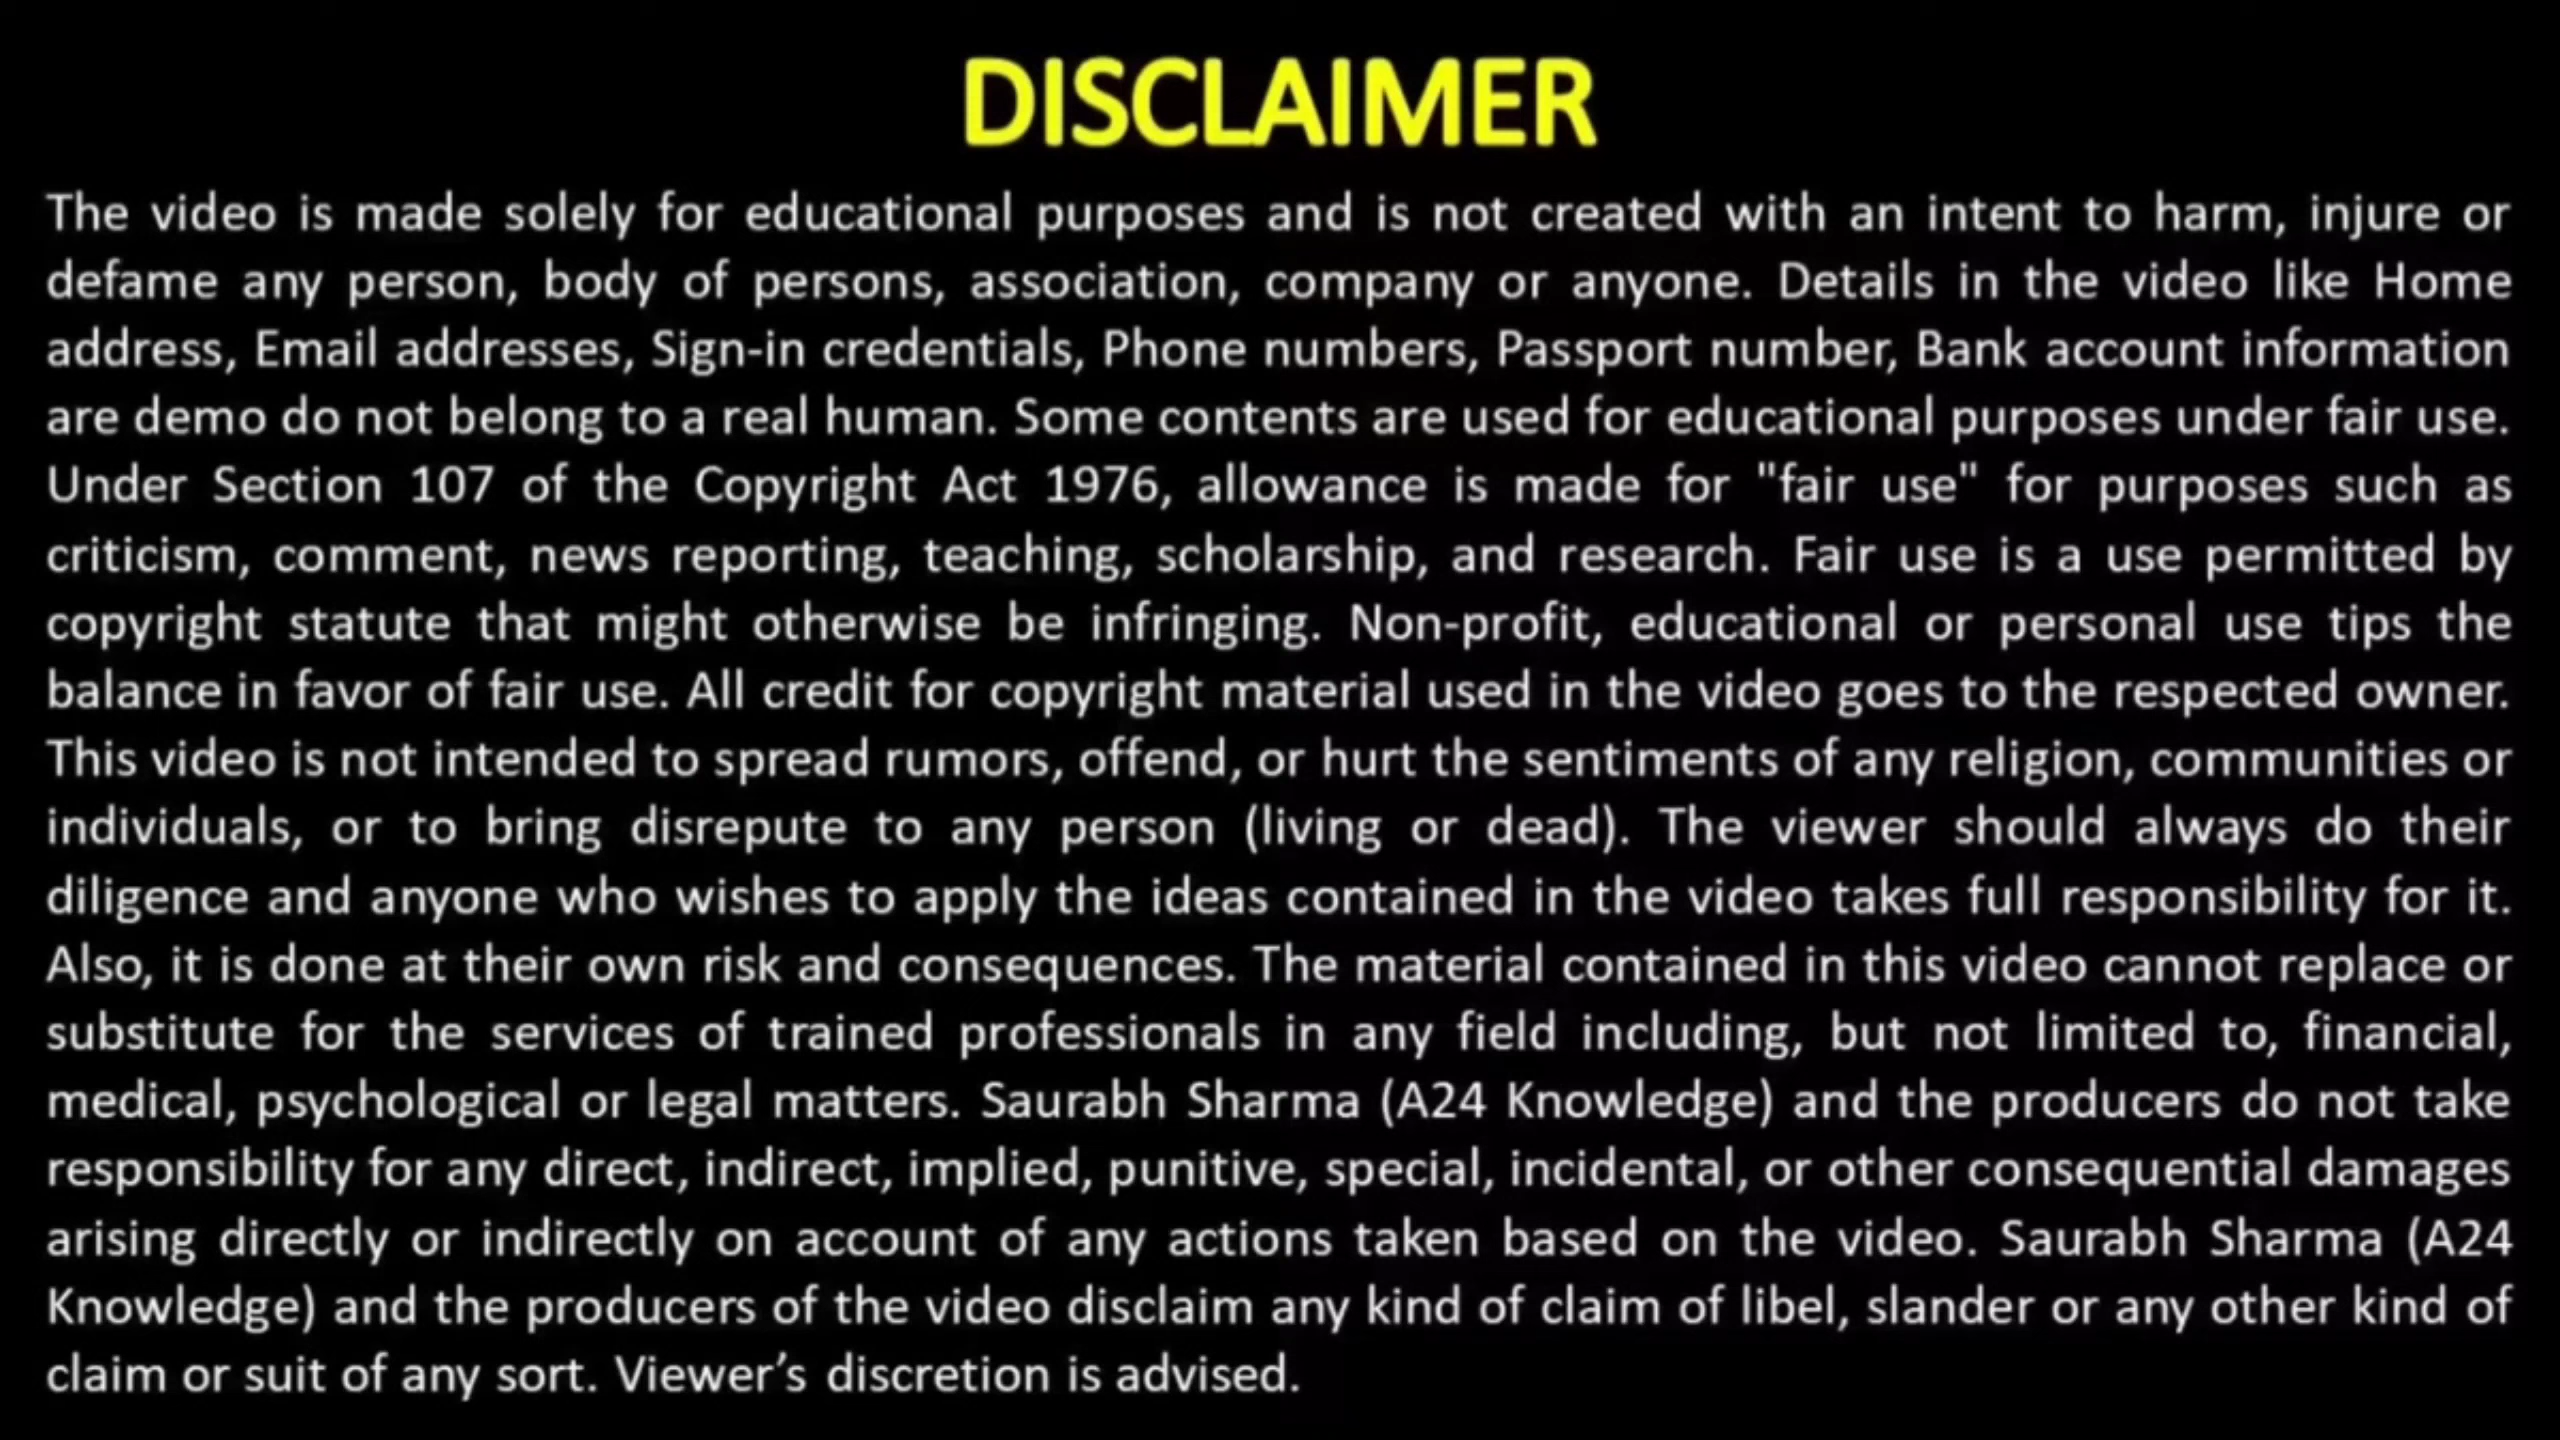 DISCLAIMER
The video is made solely for educational purposes and is not created with an intent to harm, injure or
defame any person, body of persons, association, company or anyone. Details in the video like Home
address, Email addresses, Sign-in credentials, Phone numbers, Passport number, Bank account information
are demo do not belong to a real human. Some contents are used for educational purposes under fair use.
Under Section 107 of the Copyright Act 1976, allowance is made for "fair use" for purposes such as
criticism, comment, news reporting, teaching, scholarship, and research. Fair use is a use permitted by
copyright statute that might otherwise be infringing. Non-profit, educational or personal use tips the
balance in favor of fair use. All credit for copyright material used in the video goes to the respected owner.
This video is not intended to spread rumors, offend, or hurt the sentiments of any religion, communities or
individuals, or to bring disrepute to any person (living or dead). The viewer should always do their
diligence and anyone who wishes to apply the ideas contained in the video takes full responsibility for it.
Also, it is done at their own risk and consequences. The material contained in this video cannot replace or
substitute for the services of trained professionals in any field including, but not limited to, financial,
medical, psychological or legal matters. Saurabh Sharma (A24 Knowledge) and the producers do not take
responsibility for any direct, indirect, implied, punitive, special, incidental, or other consequential damages
arising directly or indirectly on account of any actions taken based on the video. Saurabh Sharma (A24
Knowledge) and the producers of the video disclaim any kind of claim of libel, slander or any other kind of
claim or suit of any sort. Viewer’s discretion is advised.